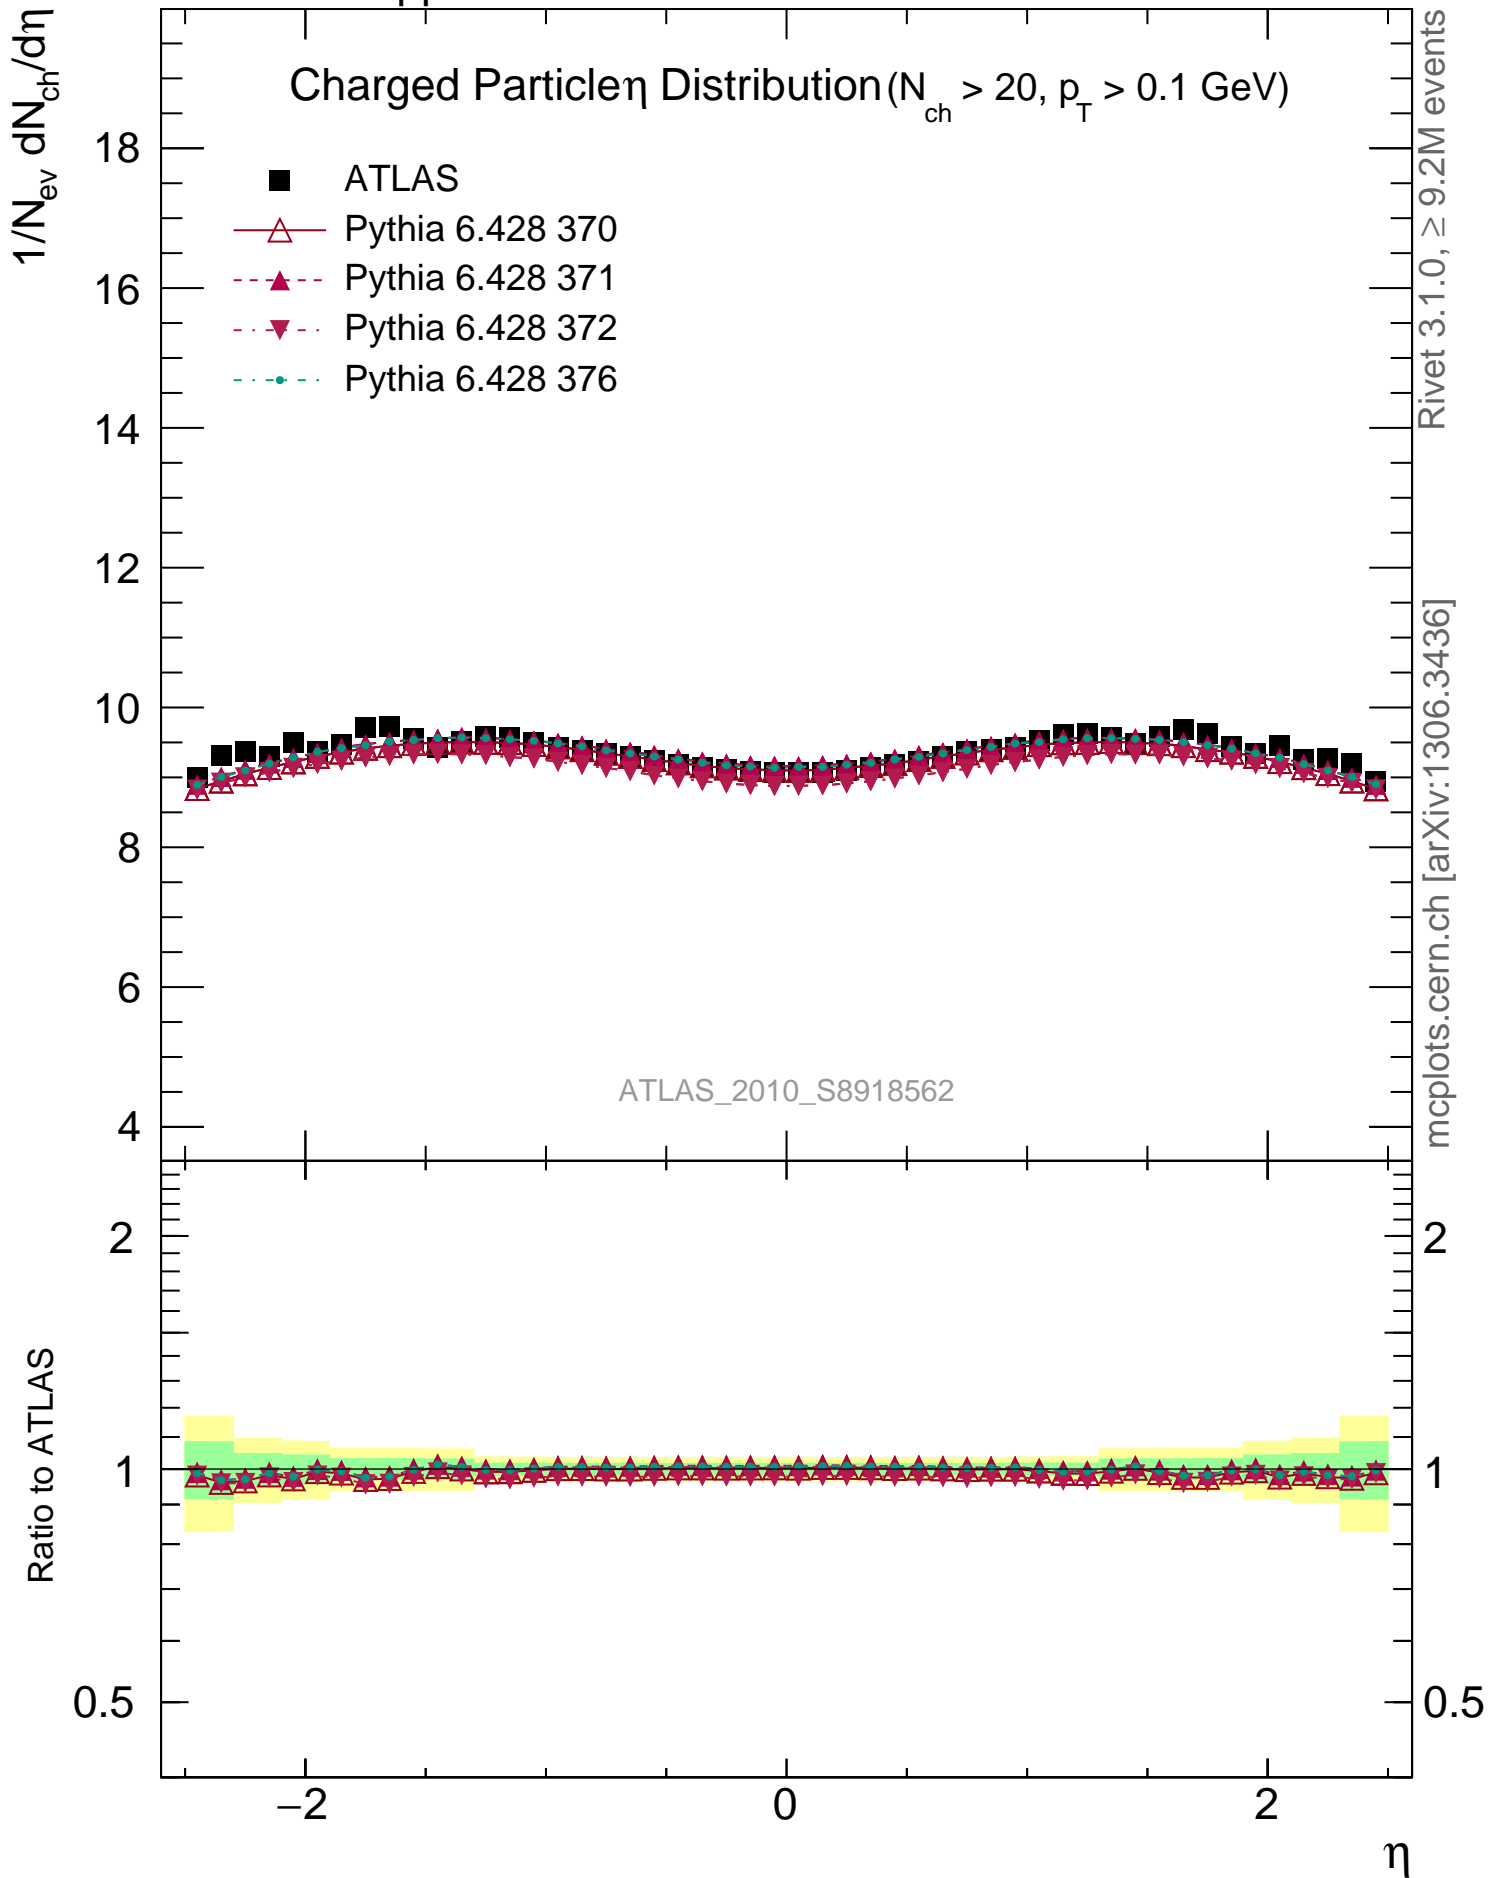 pp
1/N_ev dN_ch/dη
Charged Particleη Distribution (N_ch > 20, p_T > 0.1 GeV)
ATLAS
Pythia 6.428 370
Pythia 6.428 371
Pythia 6.428 372
Pythia 6.428 376
18
16
14
12
10
8
6
4
ATLAS_2010_S8918562
Rivet 3.1.0, ≥ 9.2M events
mcplots.cern.ch [arXiv:1306.3436]
Ratio to ATLAS
2
1
0.5
2
1
0.5
−2
0
2
η